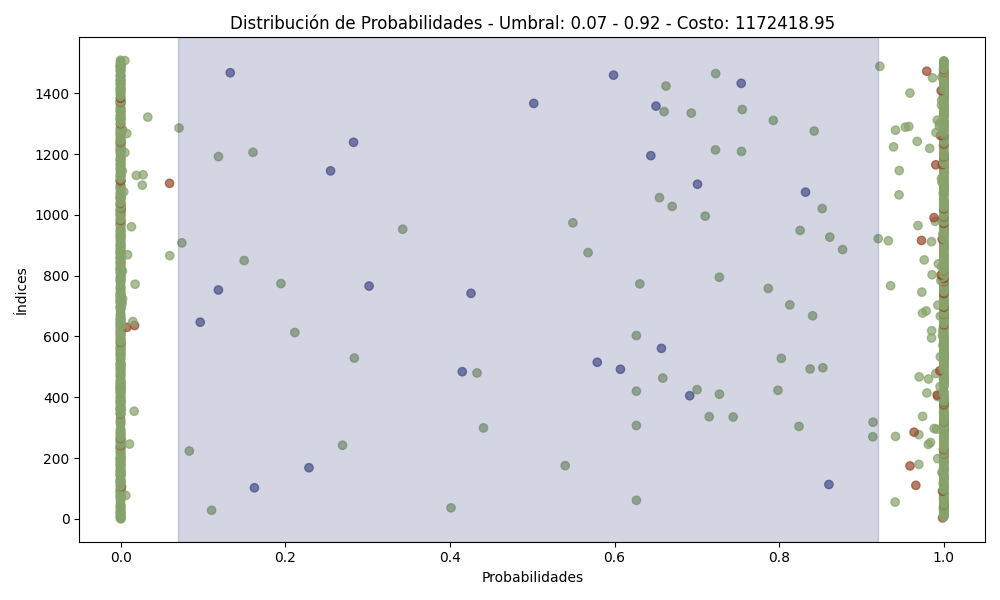 Distribución de Probabilidades - Umbral: 0.07 - 0.92 - Costo: 1172418.95
Índices
1400
1200
1000
800
600
400
200
0
0.0 0.2 0.4 0.6 0.8 1.0
Probabilidades